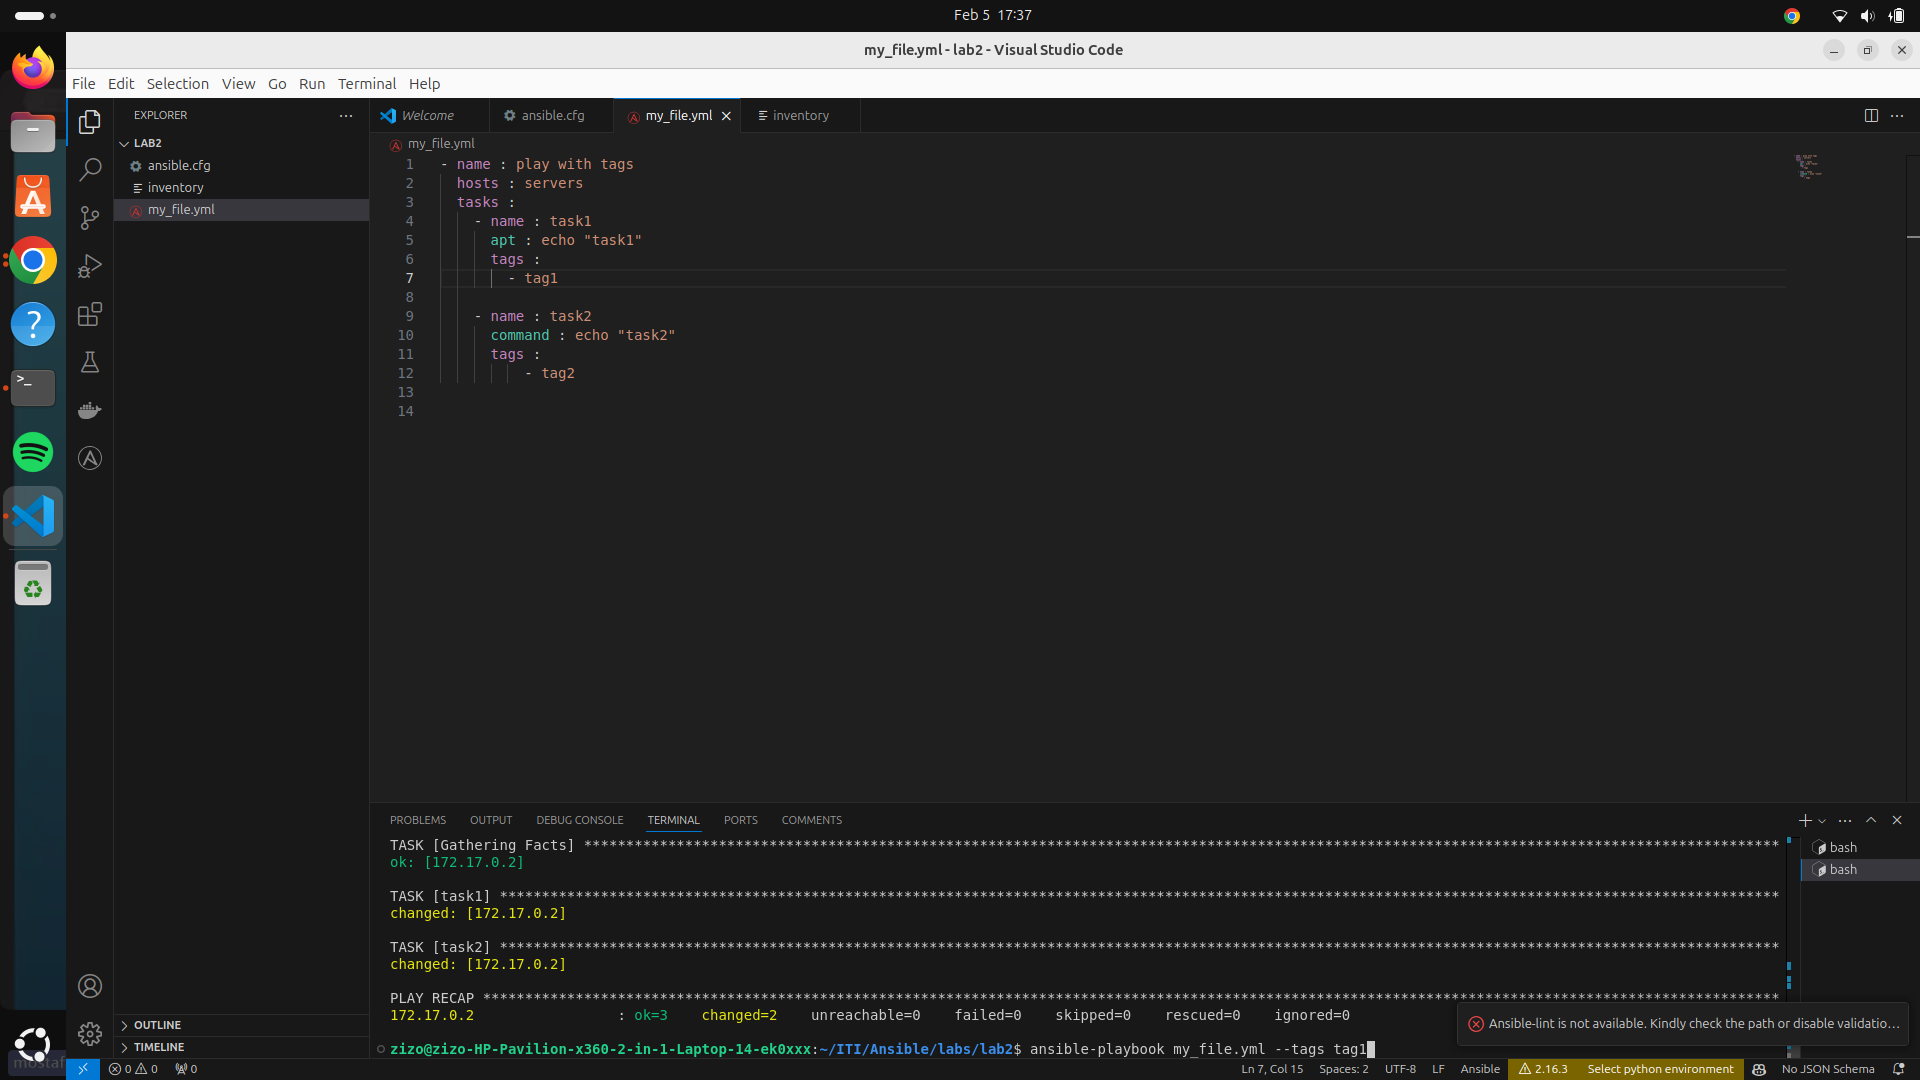 Feb 5 17:37
my_file.yml - lab2 - Visual Studio Code
File Edit Selection View Go Run Terminal Help
EXPLORER
LAB2
ansible.cfg
inventory
my_file.yml
OUTLINE
TIMELINE
Welcome
ansible.cfg
my_file.yml
inventory
my_file.yml
1 - name : play with tags
2 hosts : servers
3 tasks :
4 - name : task1
5 apt : echo "task1"
6 tags :
7 - tag1
8
9 - name : task2
10 command : echo "task2"
11 tags :
12 - tag2
13
14
PROBLEMS OUTPUT DEBUG CONSOLE TERMINAL PORTS COMMENTS
TASK [Gathering Facts] **********************************************************************************************************************************************
ok: [172.17.0.2]
TASK [task1] ********************************************************************************************************************************************************
changed: [172.17.0.2]
TASK [task2] ********************************************************************************************************************************************************
changed: [172.17.0.2]
PLAY RECAP **********************************************************************************************************************************************************
172.17.0.2 : ok=3 changed=2 unreachable=0 failed=0 skipped=0 rescued=0 ignored=0
zizo@zizo-HP-Pavilion-x360-2-in-1-Laptop-14-ek0xxx:~/ITI/Ansible/labs/lab2$ ansible-playbook my_file.yml --tags tag1
bash
bash
Ansible-lint is not available. Kindly check the path or disable validatio...
mostaf
0 0 0
Ln 7, Col 15 Spaces: 2 UTF-8 LF Ansible 2.16.3 Select python environment No JSON Schema